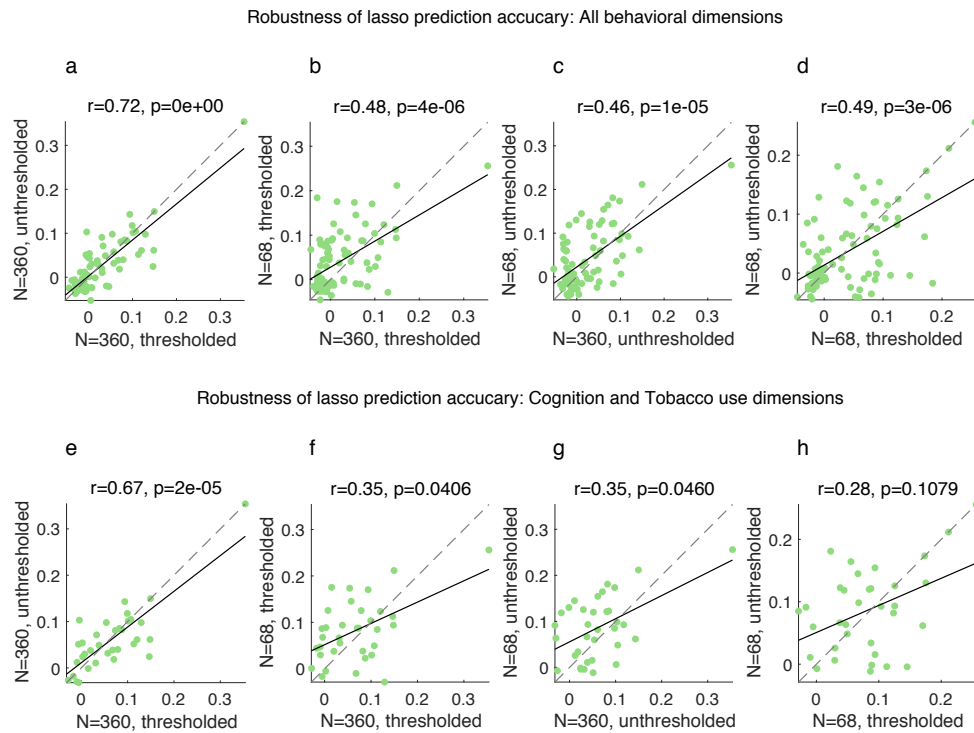 Robustness of lasso prediction accucary: All behavioral dimensions
a b c d
r=0.72, p=0e+00 r=0.48, p=4e-06 r=0.46, p=1e-05 r=0.49, p=3e-06
N=360, unthresholded
0.3
0.2
0.1
0
0 0.1 0.2 0.3
N=360, thresholded
N=68, thresholded
0.3
0.2
0.1
0
0 0.1 0.2 0.3
N=360, thresholded
N=68, unthresholded
0.3
0.2
0.1
0
0 0.1 0.2 0.3
N=360, unthresholded
N=68, unthresholded
0.2
0.1
0
0 0.1 0.2
N=68, thresholded
Robustness of lasso prediction accucary: Cognition and Tobacco use dimensions
e f g h
r=0.67, p=2e-05 r=0.35, p=0.0406 r=0.35, p=0.0460 r=0.28, p=0.1079
N=360, unthresholded
0.3
0.2
0.1
0
0 0.1 0.2 0.3
N=360, thresholded
N=68, thresholded
0.3
0.2
0.1
0
0 0.1 0.2 0.3
N=360, thresholded
N=68, unthresholded
0.3
0.2
0.1
0
0 0.1 0.2 0.3
N=360, unthresholded
N=68, unthresholded
0.2
0.1
0
0 0.1 0.2
N=68, thresholded